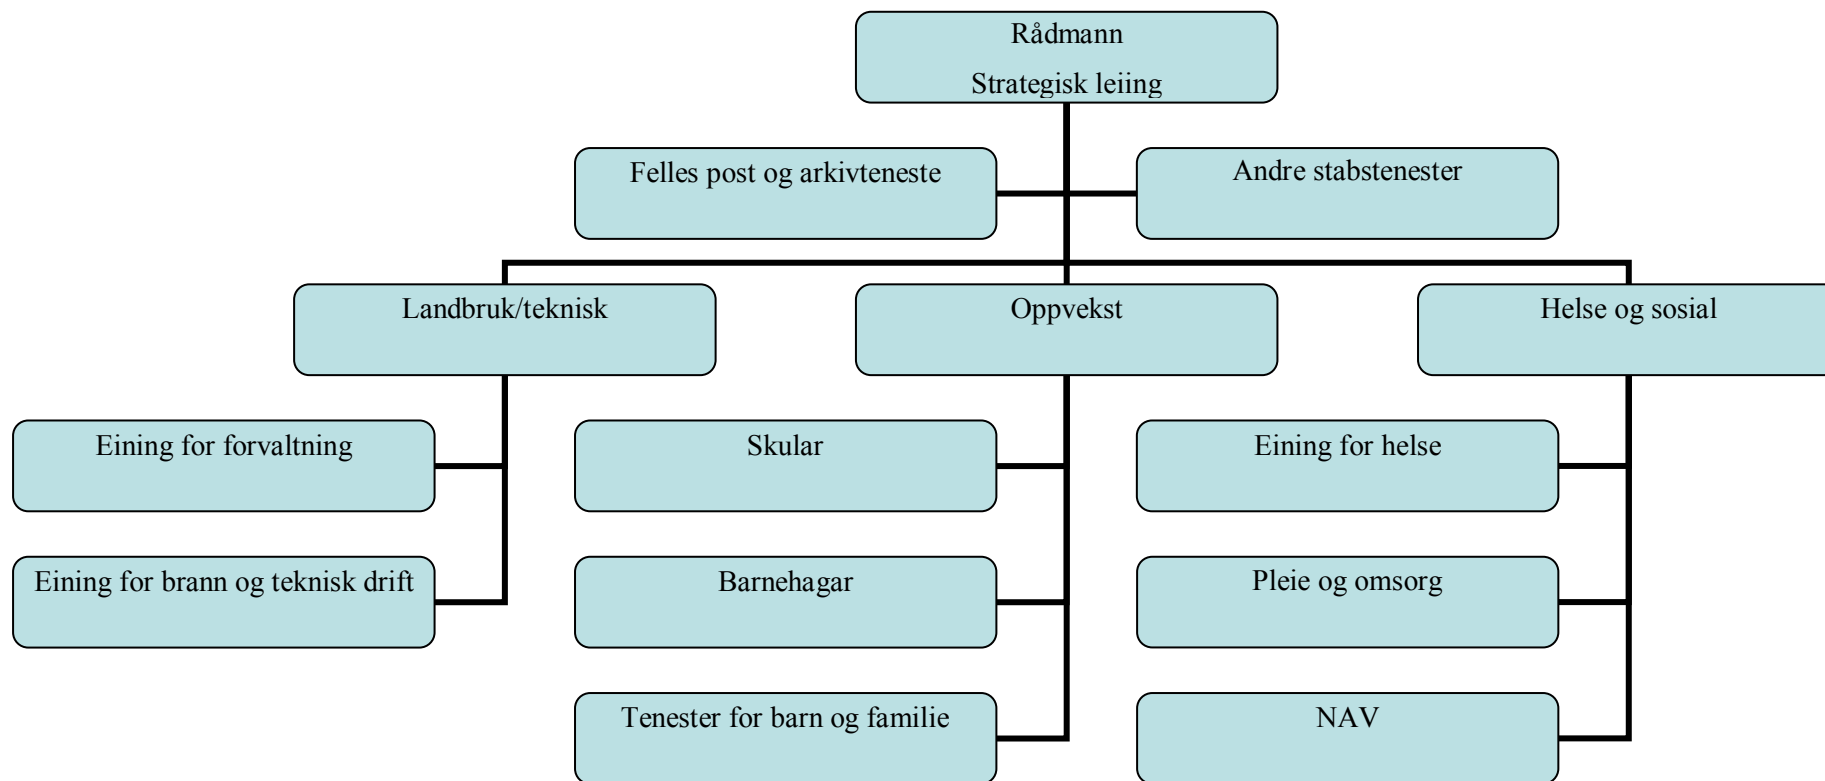 Rådmann
Strategisk leiing
Felles post og arkivteneste
Andre stabstenester
Landbruk/teknisk
Oppvekst
Helse og sosial
Eining for forvaltning
Skular
Eining for helse
Eining for brann og teknisk drift
Barnehagar
Pleie og omsorg
Tenester for barn og familie
NAV